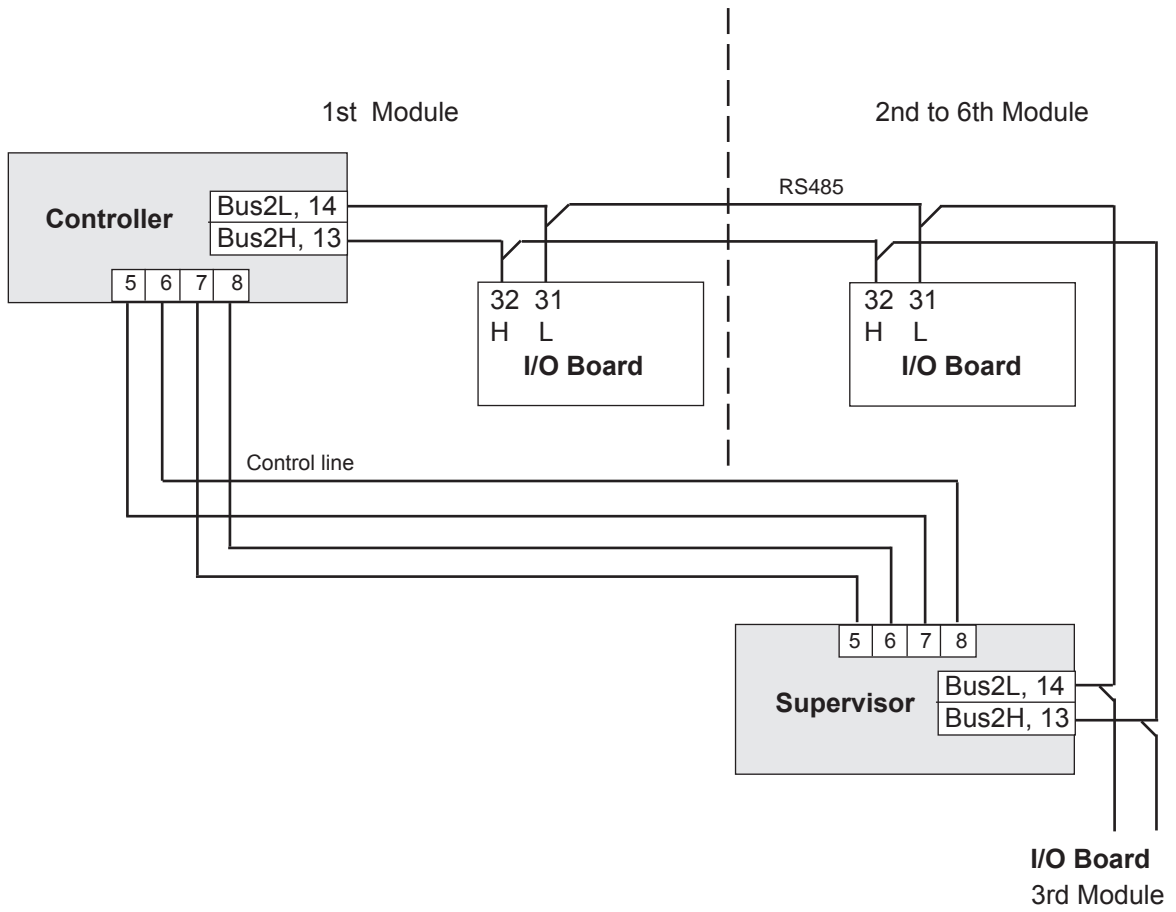 1st Module
2nd to 6th Module
RS485
Controller
Bus2L, 14
Bus2H, 13
5 6 7 8
32 31
H L
I/O Board
32 31
H L
I/O Board
Control line
5 6 7 8
Supervisor
Bus2L, 14
Bus2H, 13
I/O Board
3rd Module